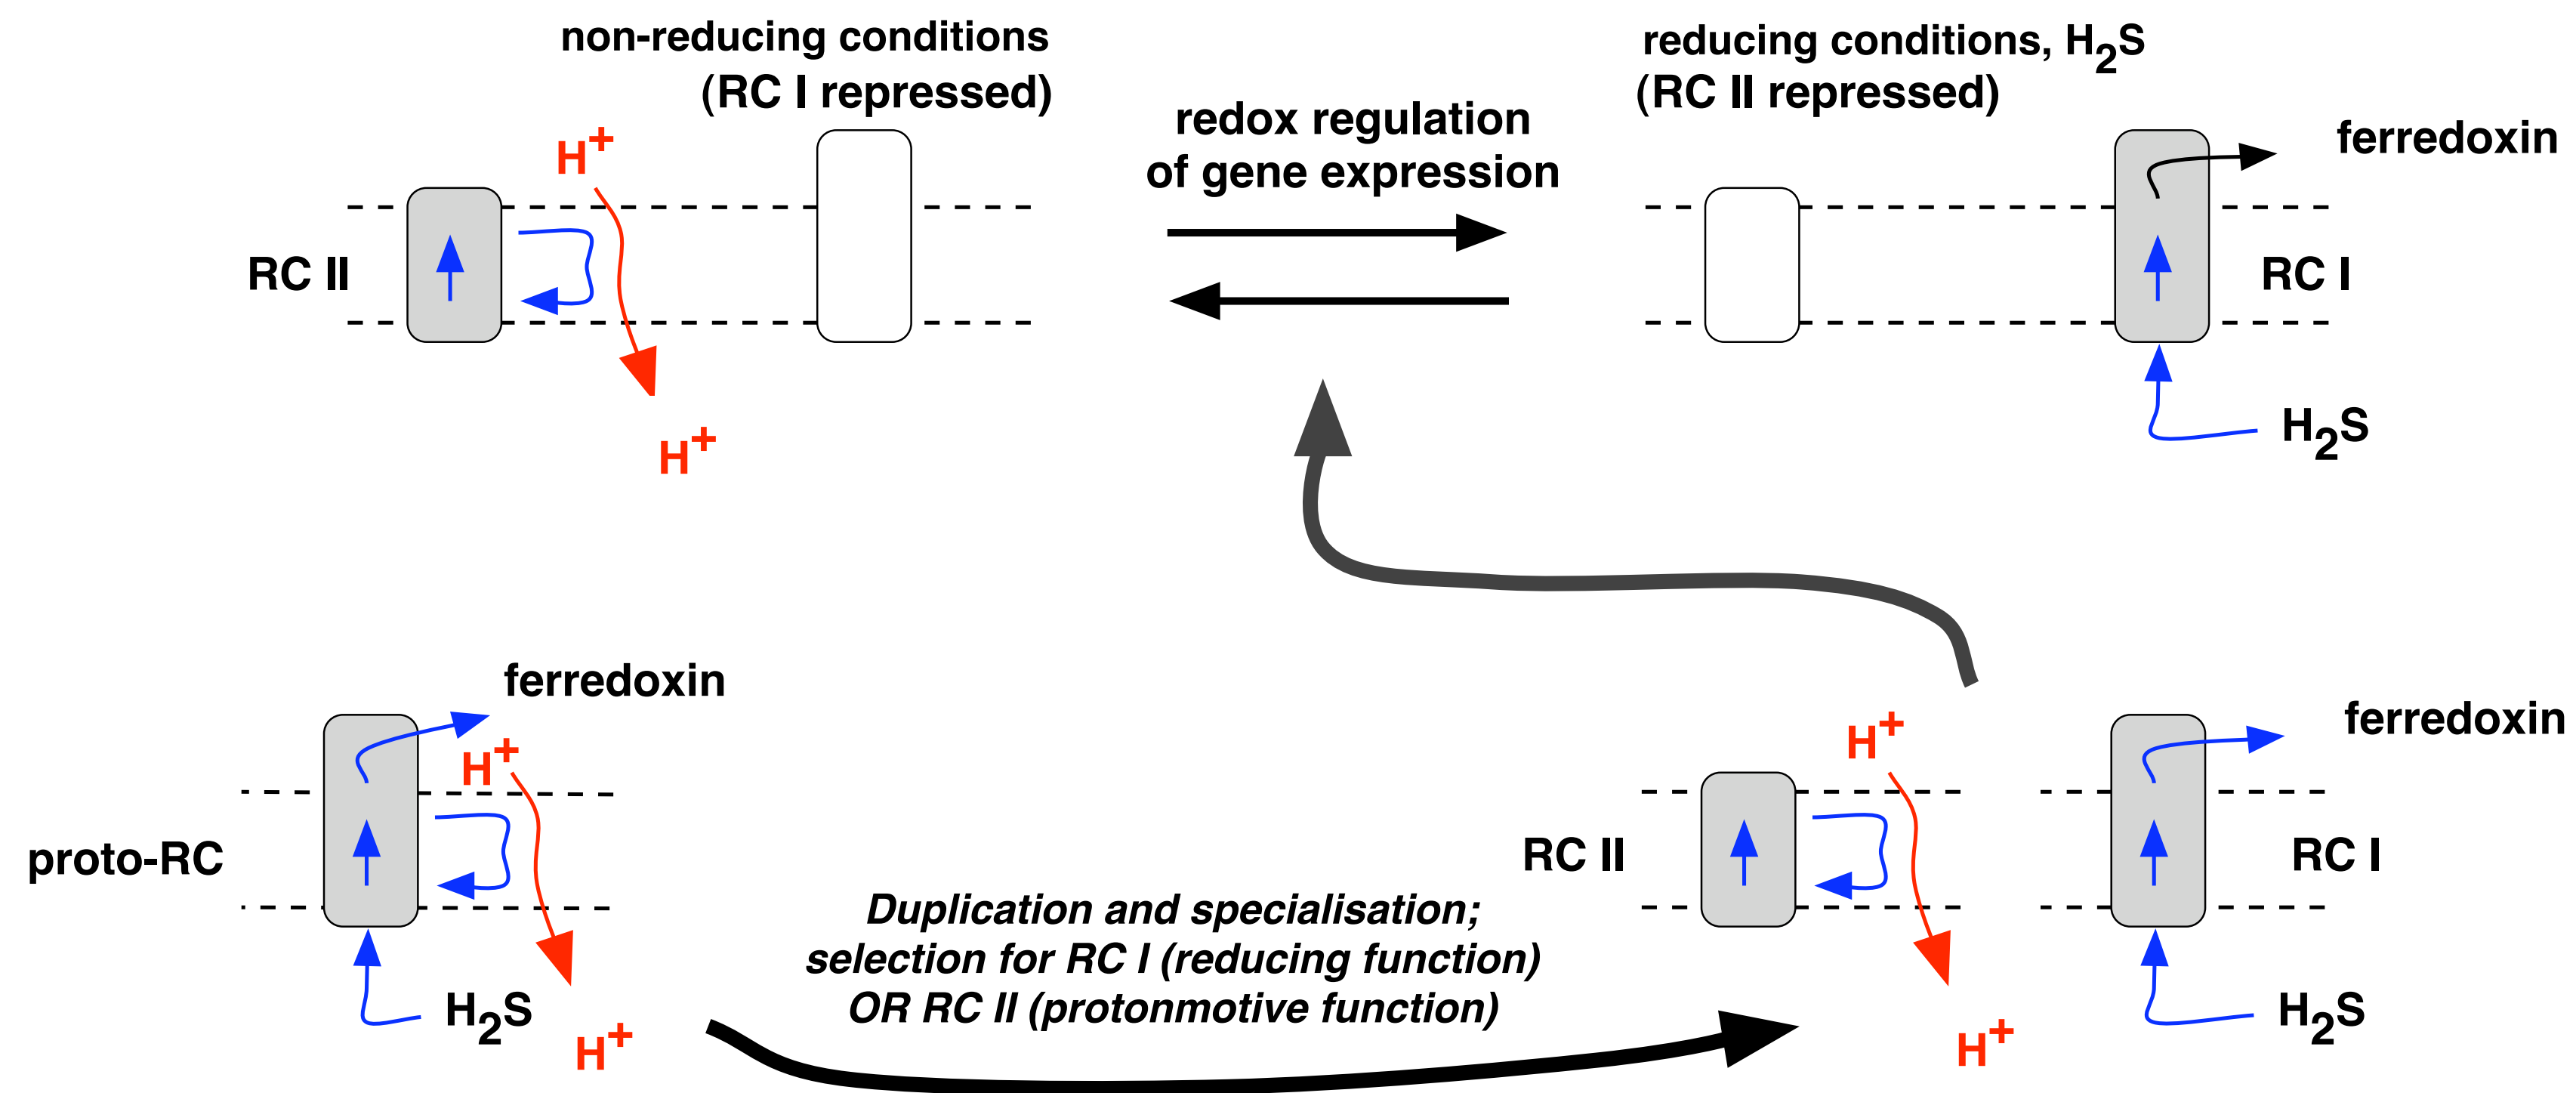 non-reducing conditions
(RC I repressed)
reducing conditions, H2S
(RC II repressed)
redox regulation
of gene expression
H+
RC II
H+
ferredoxin
RC I
H2S
ferredoxin
H+
proto-RC
H2S
H+
Duplication and specialisation;
selection for RC I (reducing function)
OR RC II (protonmotive function)
H+
RC II
H+
ferredoxin
RC I
H2S